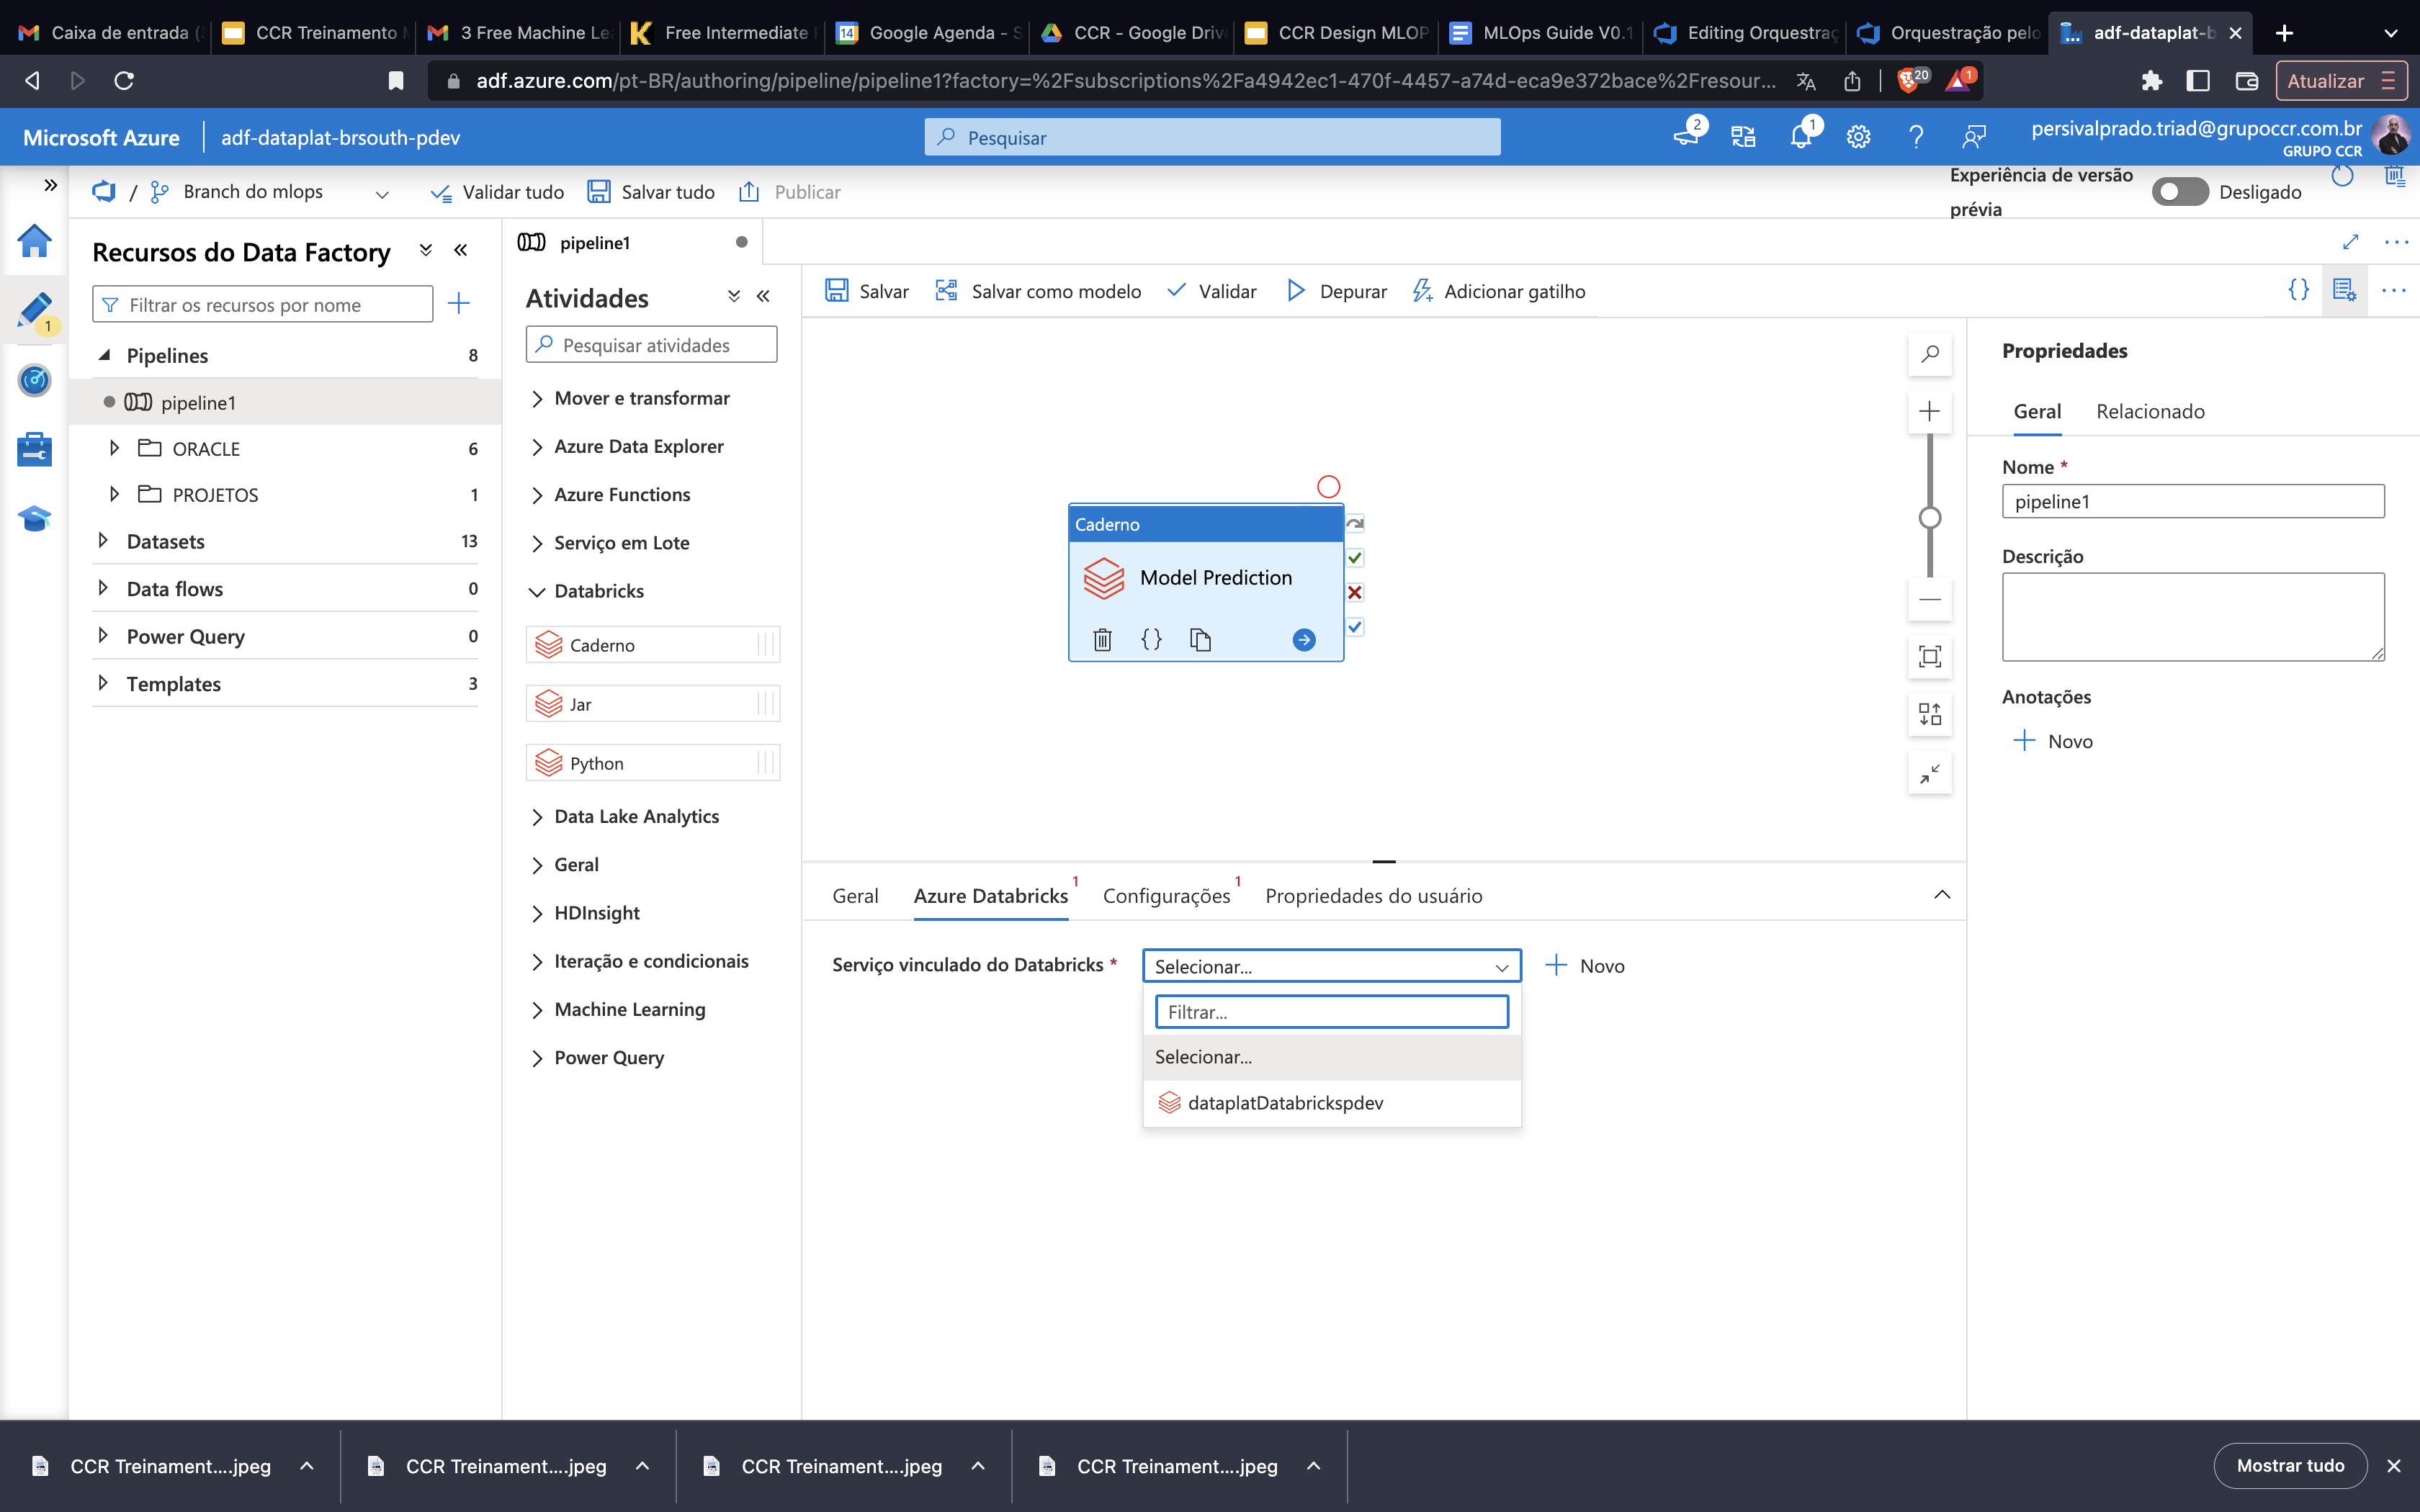 Caixa de entrada
CCR Treinamento
3 Free Machine Le
Free Intermediate
14
Google Agenda - S
CCR - Google Driv
CCR Design MLOP
MLOps Guide V0.1
Editing Orquestraç
Orquestração pelo
adf-dataplat-b
adf.azure.com/pt-BR/authoring/pipeline/pipeline1?factory=%2Fsubscriptions%2Fa4942ec1-470f-4457-a74d-eca9e372bace%2Fresour...
20
1
Atualizar
Microsoft Azure
adf-dataplat-brsouth-pdev
Pesquisar
2
1
persivalprado.triad@grupoccr.com.br
GRUPO CCR
/
Branch do mlops
Validar tudo
Salvar tudo
Publicar
Experiência de versão prévia
Desligado
1
Recursos do Data Factory
Filtrar os recursos por nome
Pipelines 8
pipeline1
ORACLE 6
PROJETOS 1
Datasets 13
Data flows 0
Power Query 0
Templates 3
pipeline1
Atividades
Pesquisar atividades
Mover e transformar
Azure Data Explorer
Azure Functions
Serviço em Lote
Databricks
Caderno
Jar
Python
Data Lake Analytics
Geral
HDInsight
Iteração e condicionais
Machine Learning
Power Query
Salvar
Salvar como modelo
Validar
Depurar
Adicionar gatilho
{}
Caderno
Model Prediction
{}
Geral
Azure Databricks 1
Configurações 1
Propriedades do usuário
Serviço vinculado do Databricks *
Selecionar...
Novo
Filtrar...
Selecionar...
dataplatDatabrickspdev
Propriedades
Geral
Relacionado
Nome *
pipeline1
Descrição
Anotações
Novo
CCR Treinament....jpeg
CCR Treinament....jpeg
CCR Treinament....jpeg
CCR Treinament....jpeg
Mostrar tudo